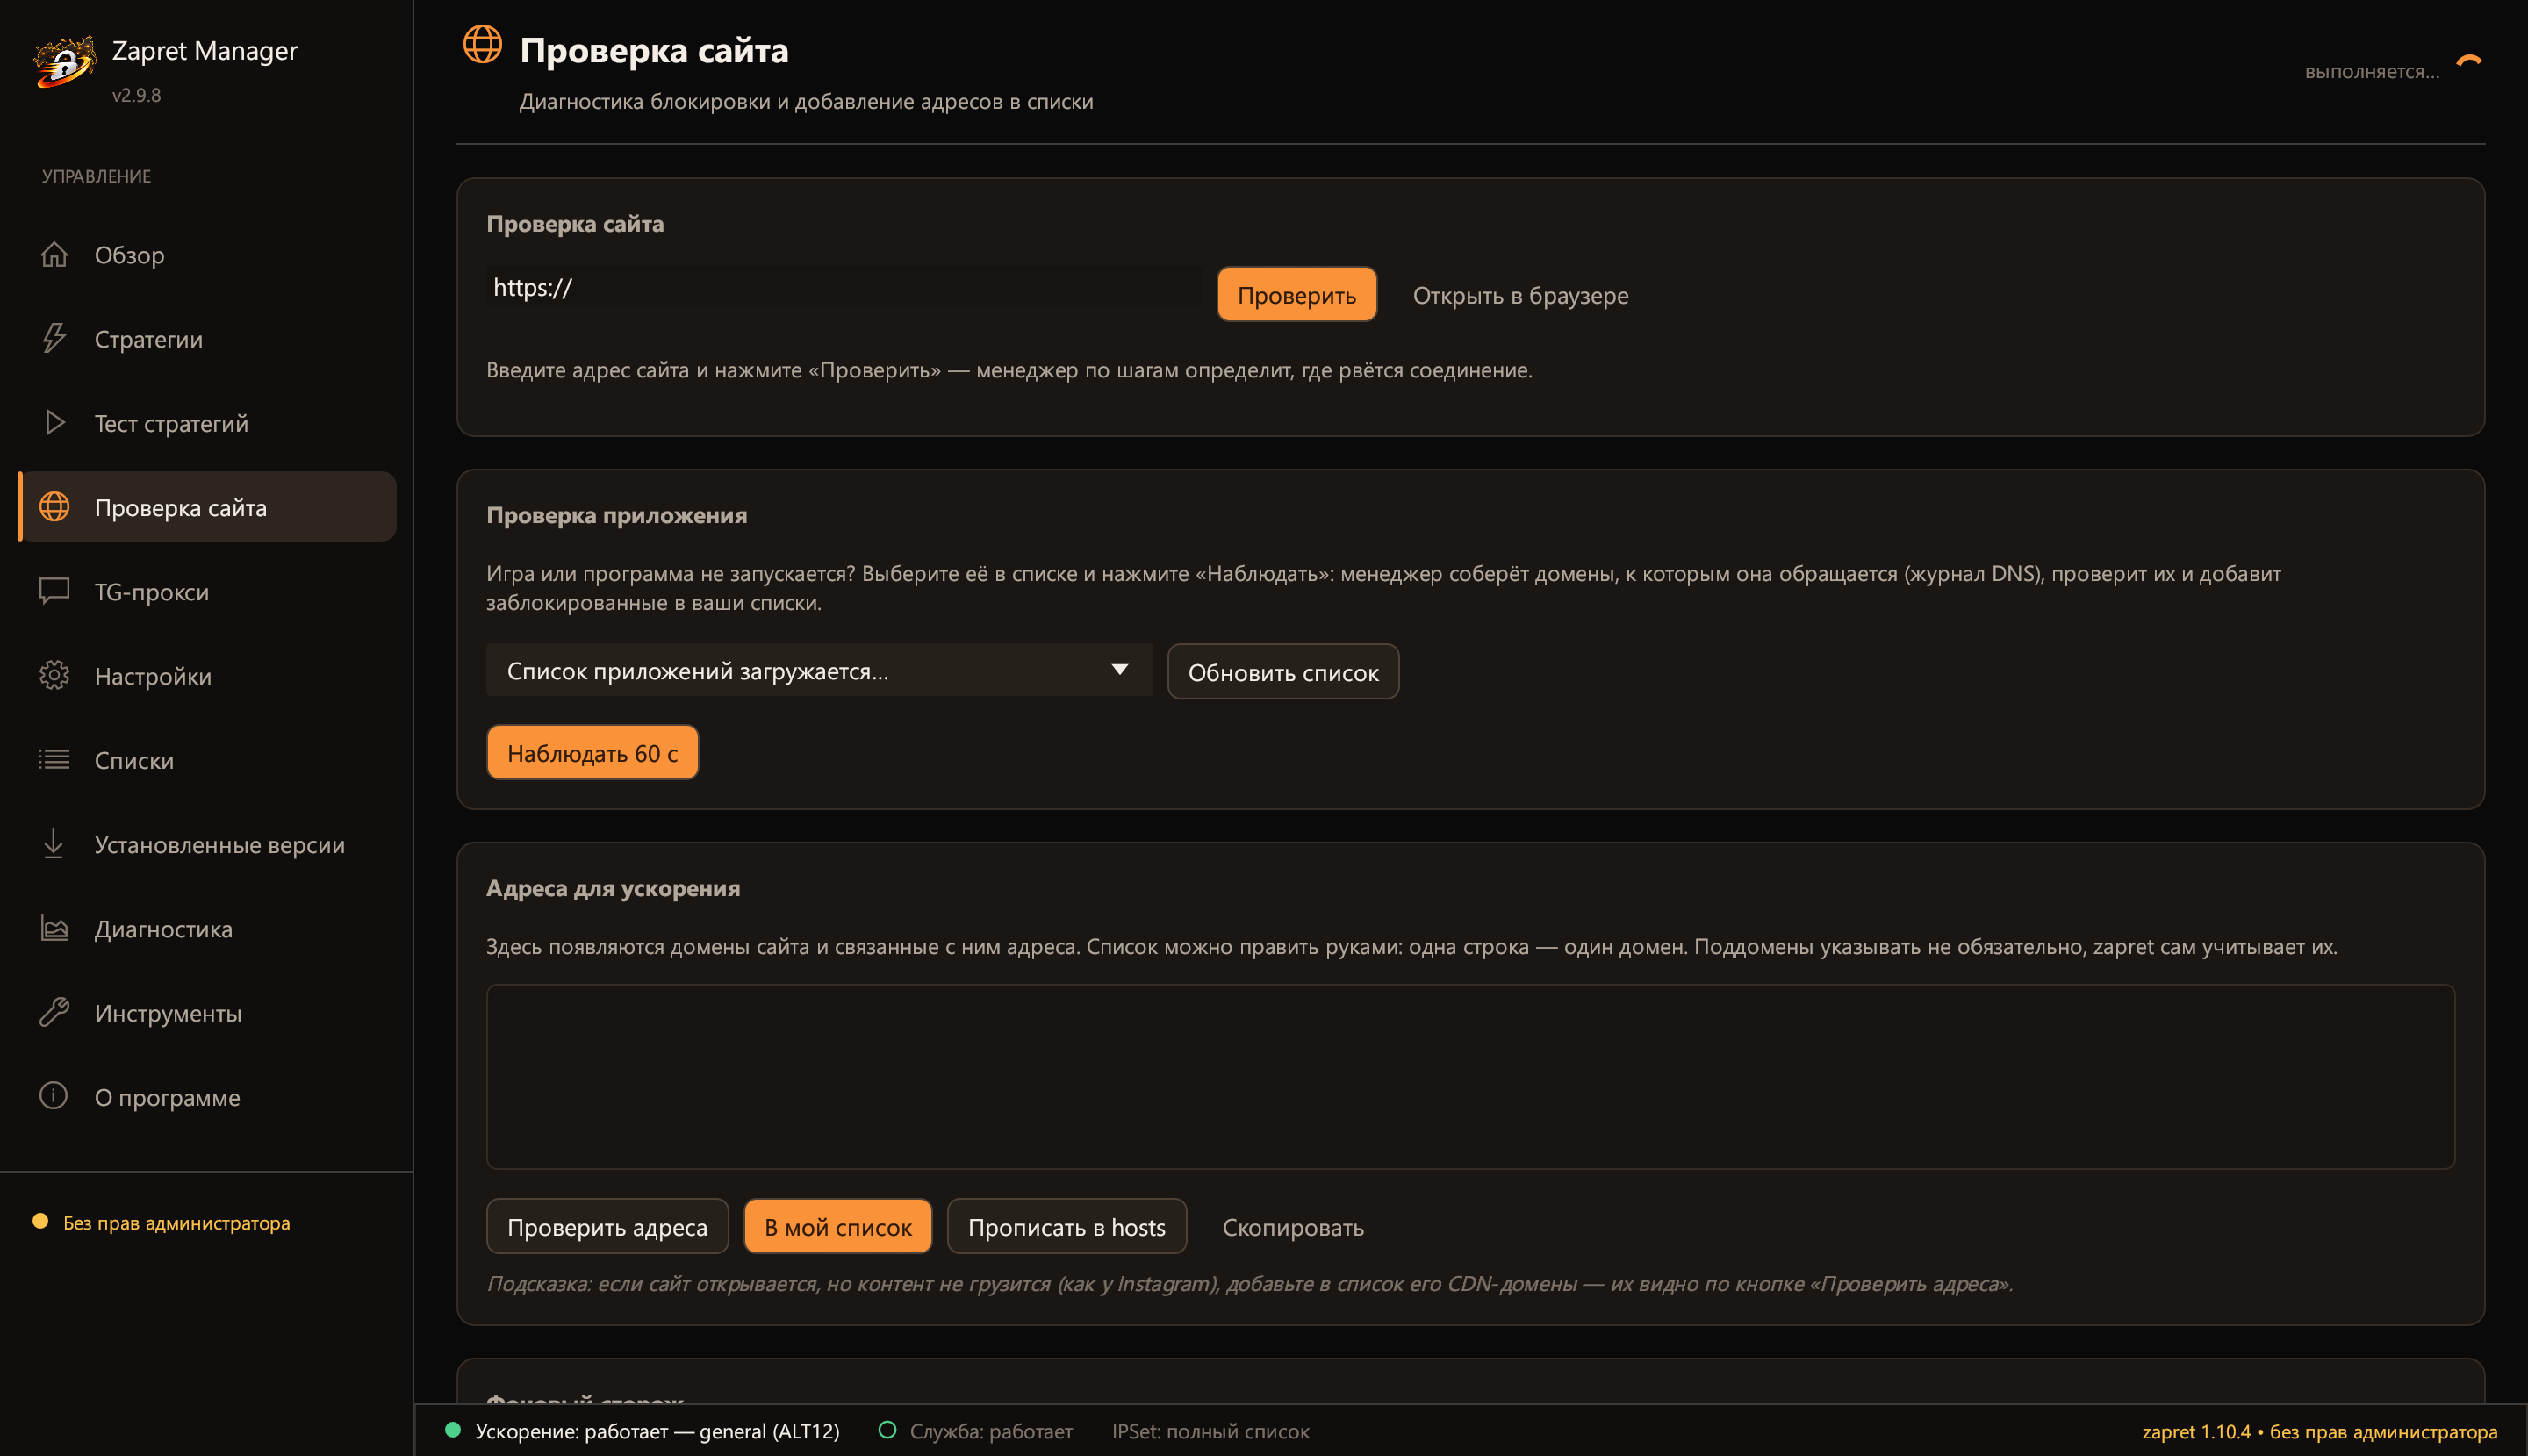 Zapret Manager
v2.9.8
УПРАВЛЕНИЕ
Обзор
Стратегии
Тест стратегий
Проверка сайта
TG-прокси
Настройки
Списки
Установленные версии
Диагностика
Инструменты
О программе
Без прав администратора
Проверка сайта
Диагностика блокировки и добавление адресов в списки
выполняется...
Проверка сайта
https://
Проверить
Открыть в браузере
Введите адрес сайта и нажмите «Проверить» — менеджер по шагам определит, где рвётся соединение.
Проверка приложения
Игра или программа не запускается? Выберите её в списке и нажмите «Наблюдать»: менеджер соберёт домены, к которым она обращается (журнал DNS), проверит их и добавит
заблокированные в ваши списки.
Список приложений загружается...
Обновить список
Наблюдать 60 с
Адреса для ускорения
Здесь появляются домены сайта и связанные с ним адреса. Список можно править руками: одна строка — один домен. Поддомены указывать не обязательно, zapret сам учитывает их.
Проверить адреса
В мой список
Прописать в hosts
Скопировать
Подсказка: если сайт открывается, но контент не грузится (как у Instagram), добавьте в список его CDN-домены — их видно по кнопке «Проверить адреса».
Фоновый сторож
Ускорение: работает — general (ALT12)
Служба: работает
IPSet: полный список
zapret 1.10.4 • без прав администратора